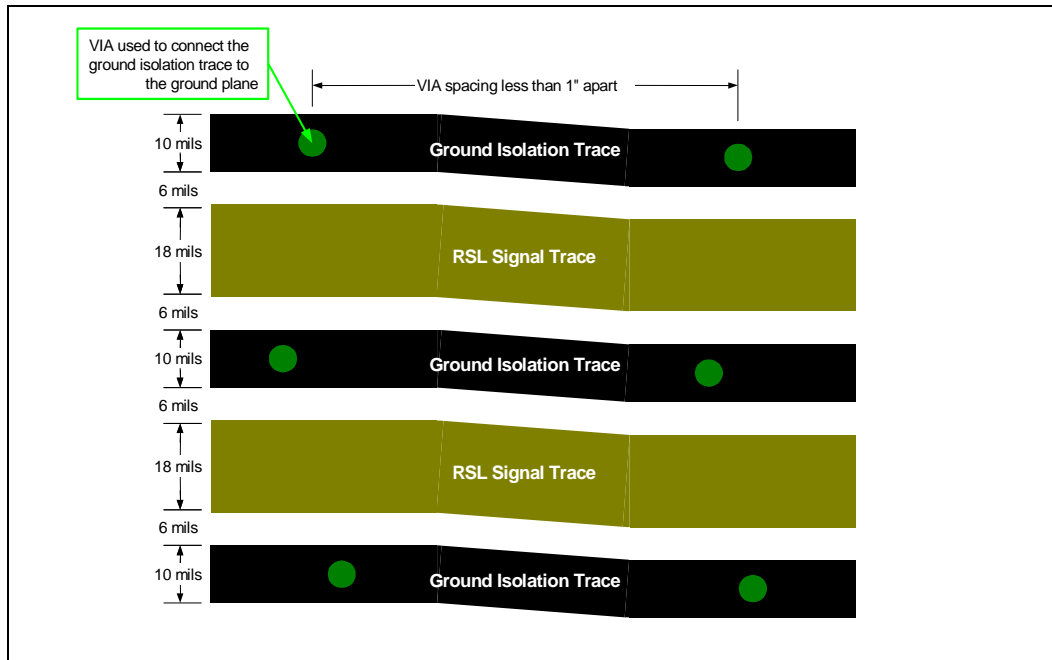 VIA used to connect the
ground isolation trace to
the ground plane
VIA spacing less than 1" apart
10 mils
Ground Isolation Trace
6 mils
18 mils
RSL Signal Trace
6 mils
10 mils
Ground Isolation Trace
6 mils
18 mils
RSL Signal Trace
6 mils
10 mils
Ground Isolation Trace